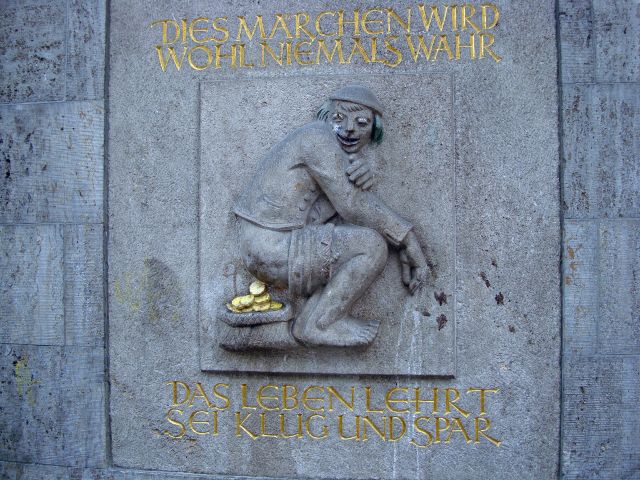 DIES MÄRCHEN WIRD
WOHL NIEMALS WAHR
DAS LEBEN LEHRT
SEI KLUG UND SPAR